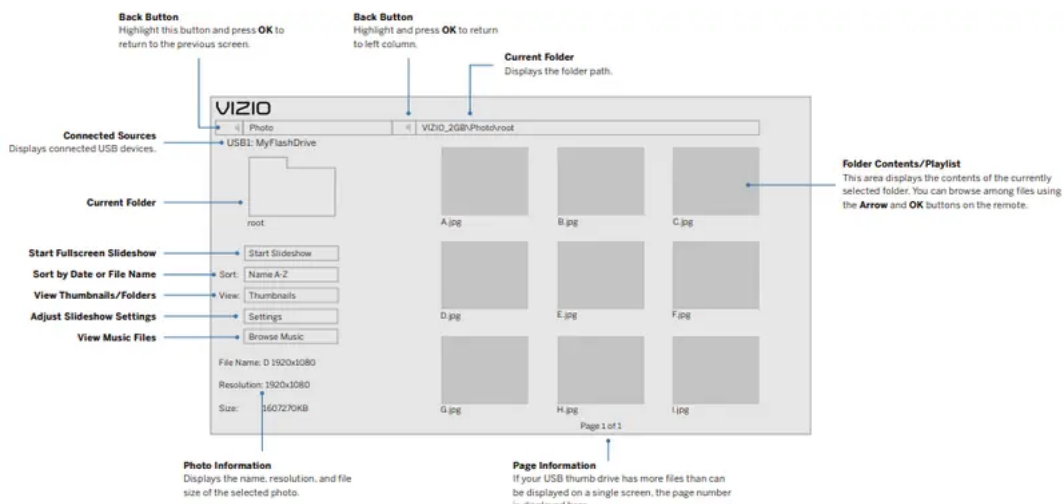 Back Button
Highlight this button and press OK to
return to the previous screen.
Back Button
Highlight and press OK to return
to left column.
Current Folder
Displays the folder path.
VIZIO
Photo
VIZIO_2GB\Photo\root
Connected Sources
Displays connected USB devices.
USB1: MyFlashDrive
Folder Contents/Playlist
This area displays the contents of the currently
selected folder. You can browse among files using
the Arrow and OK buttons on the remote.
Current Folder
root
A.jpg
B.jpg
C.jpg
Start Fullscreen Slideshow
Start Slideshow
Sort by Date or File Name
Sort: Name A-Z
View Thumbnails/Folders
View: Thumbnails
Adjust Slideshow Settings
Settings
D.jpg
E.jpg
F.jpg
View Music Files
Browse Music
File Name: D 1920x1080
Resolution: 1920x1080
Size: 1607270KB
G.jpg
H.jpg
I.jpg
Page 1 of 1
Photo Information
Displays the name, resolution, and file
size of the selected photo.
Page Information
If your USB thumb drive has more files than can
be displayed on a single screen, the page number
is displayed here.